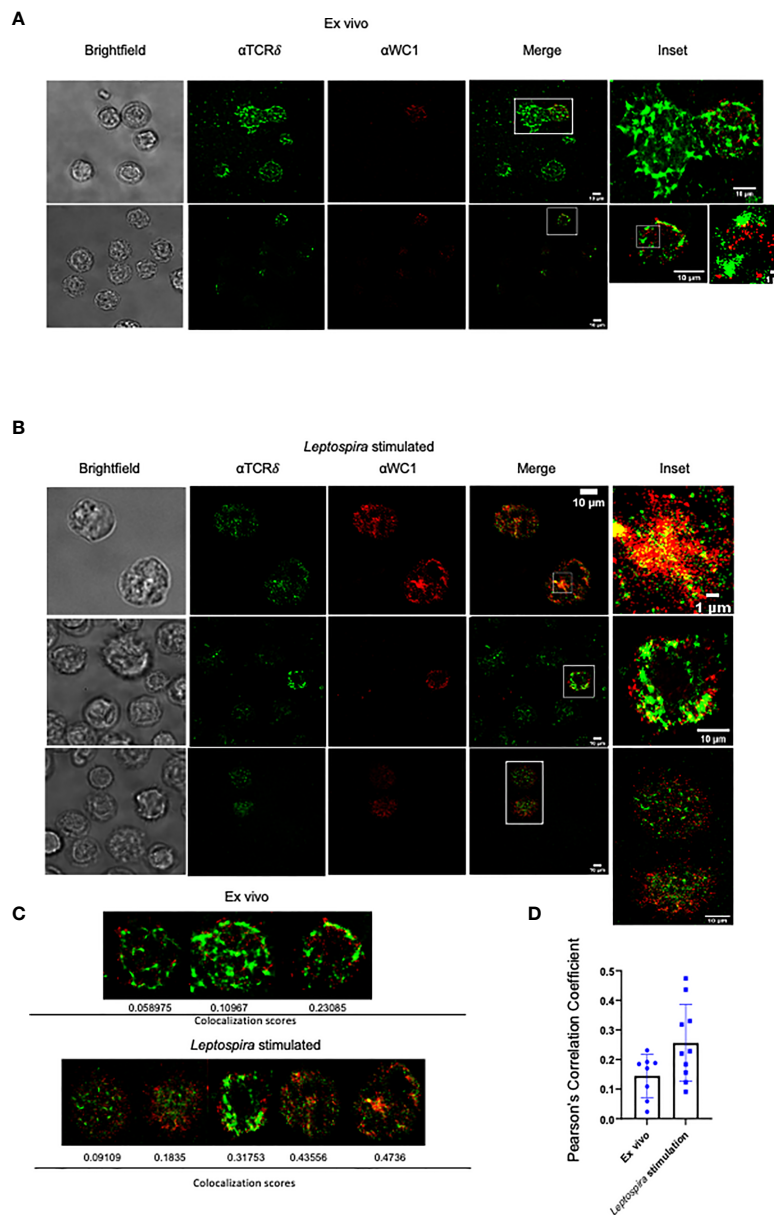 A
Ex vivo
Brightfield αTCRδ αWC1 Merge Inset
10 µm
10 µm
B
Leptospira stimulated
Brightfield αTCRδ αWC1 Merge Inset
10 µm
1 µm
10 µm
10 µm
C
Ex vivo
0.058975 0.10967 0.23085
Colocalization scores
Leptospira stimulated
0.09109 0.1835 0.31753 0.43556 0.4736
Colocalization scores
D
Pearson's Correlation Coefficient
0.5
0.4
0.3
0.2
0.1
0.0
Ex vivo
Leptospira stimulation